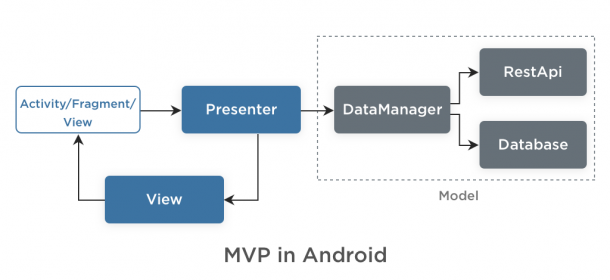 Activity/Fragment/
View
Presenter
DataManager
RestApi
Database
View
Model
MVP in Android